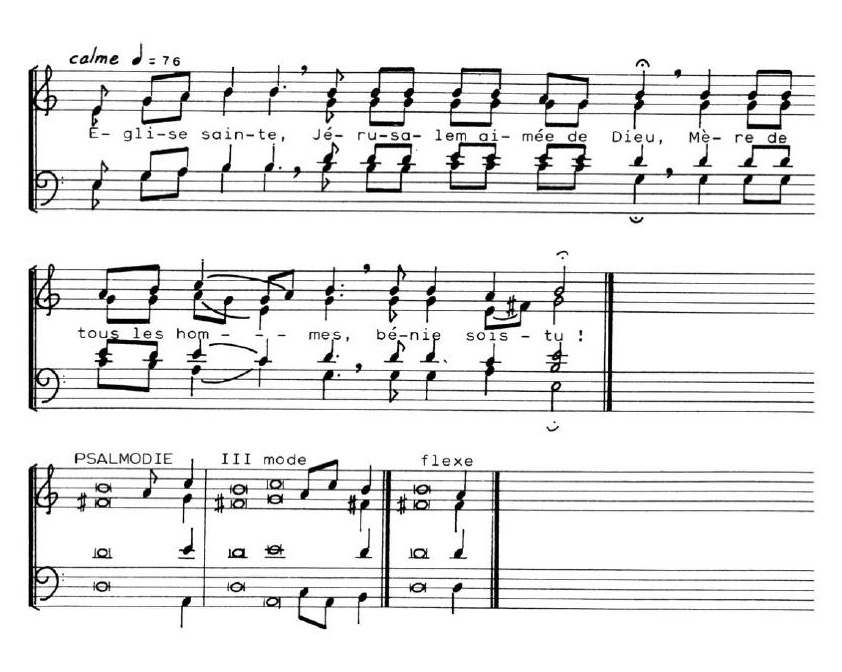 calme = 76
É- gli-se sain-te, Jé- ru-sa- lem ai- mée de Dieu, Mè- re de
tous les hom - - - mes, bé-nie sois - tu !
PSALMODIE III mode flexe